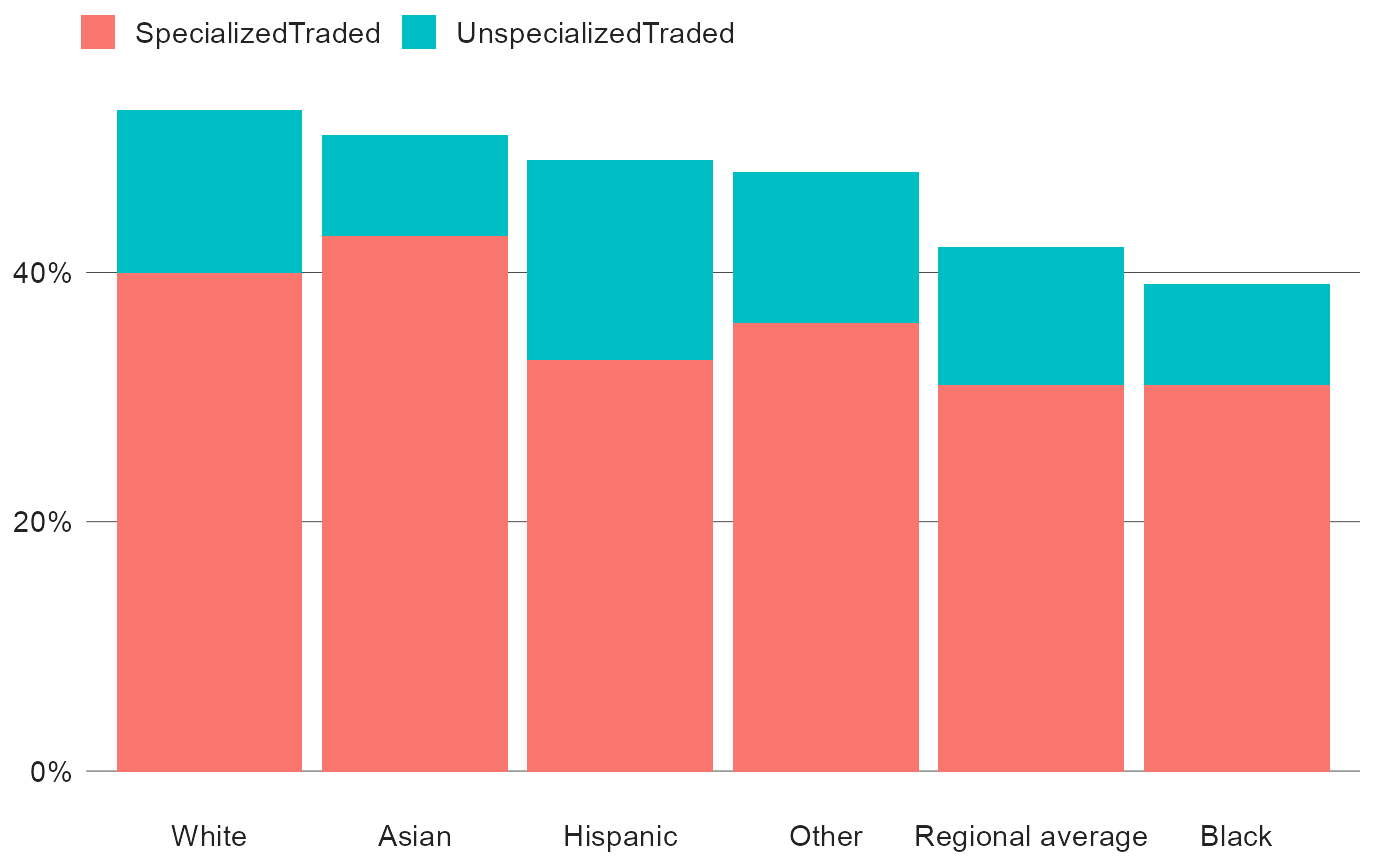 SpecializedTraded UnspecializedTraded
40%
20%
0%
White Asian Hispanic Other Regional average Black